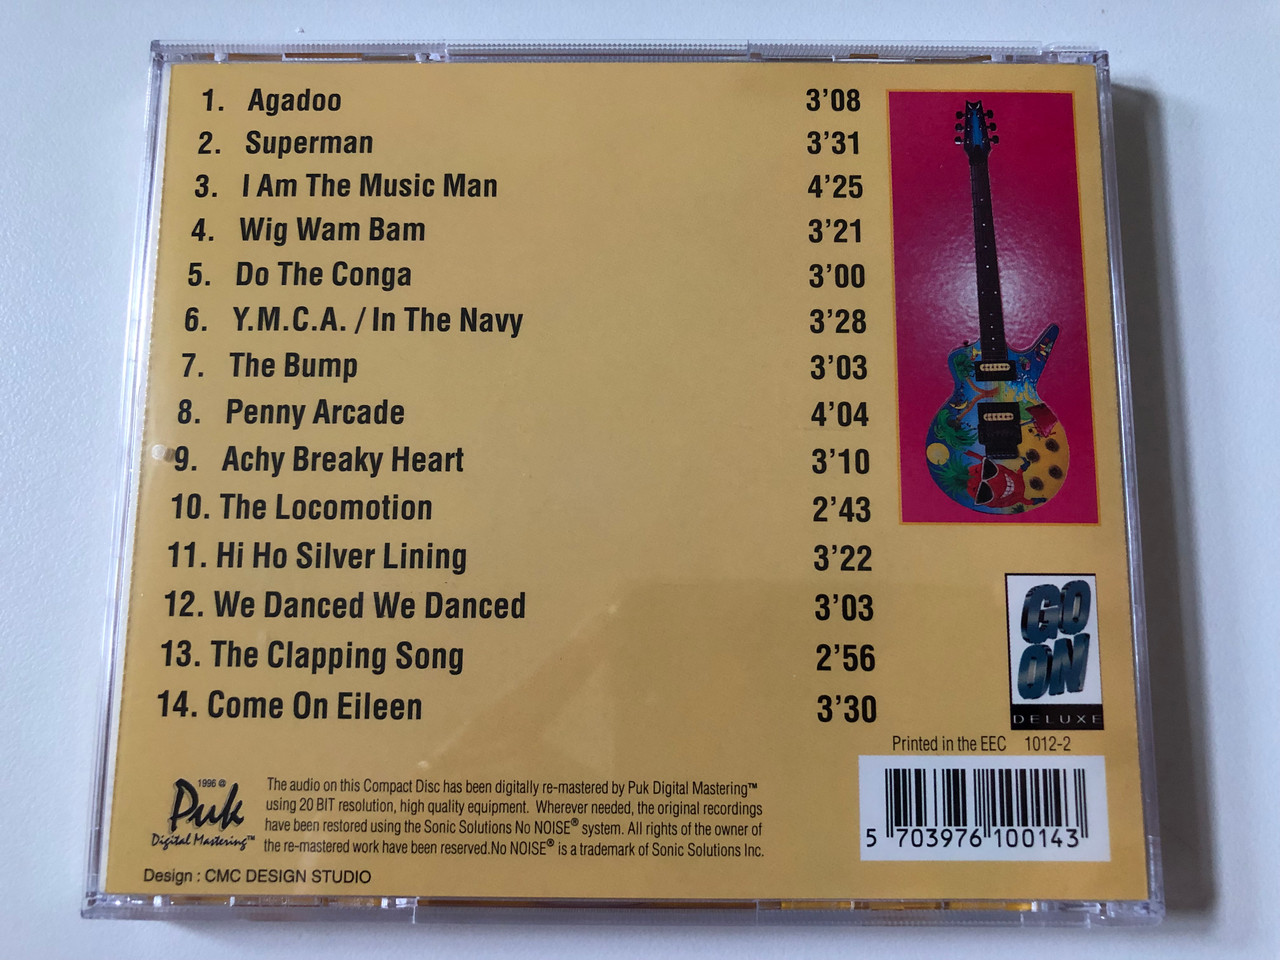 1. Agadoo 3’08
2. Superman 3’31
3. I Am The Music Man 4’25
4. Wig Wam Bam 3’21
5. Do The Conga 3’00
6. Y.M.C.A. / In The Navy 3’28
7. The Bump 3’03
8. Penny Arcade 4’04
9. Achy Breaky Heart 3’10
10. The Locomotion 2’43
11. Hi Ho Silver Lining 3’22
12. We Danced We Danced 3’03
13. The Clapping Song 2’56
14. Come On Eileen 3’30
GO
ON
DELUXE
Printed in the EEC 1012-2
5 703976 100143
1996 @
Puk
Digital Mastering™
The audio on this Compact Disc has been digitally re-mastered by Puk Digital Mastering™
using 20 BIT resolution, high quality equipment. Wherever needed, the original recordings
have been restored using the Sonic Solutions No NOISE® system. All rights of the owner of
the re-mastered work have been reserved.No NOISE® is a trademark of Sonic Solutions Inc.
Design : CMC DESIGN STUDIO